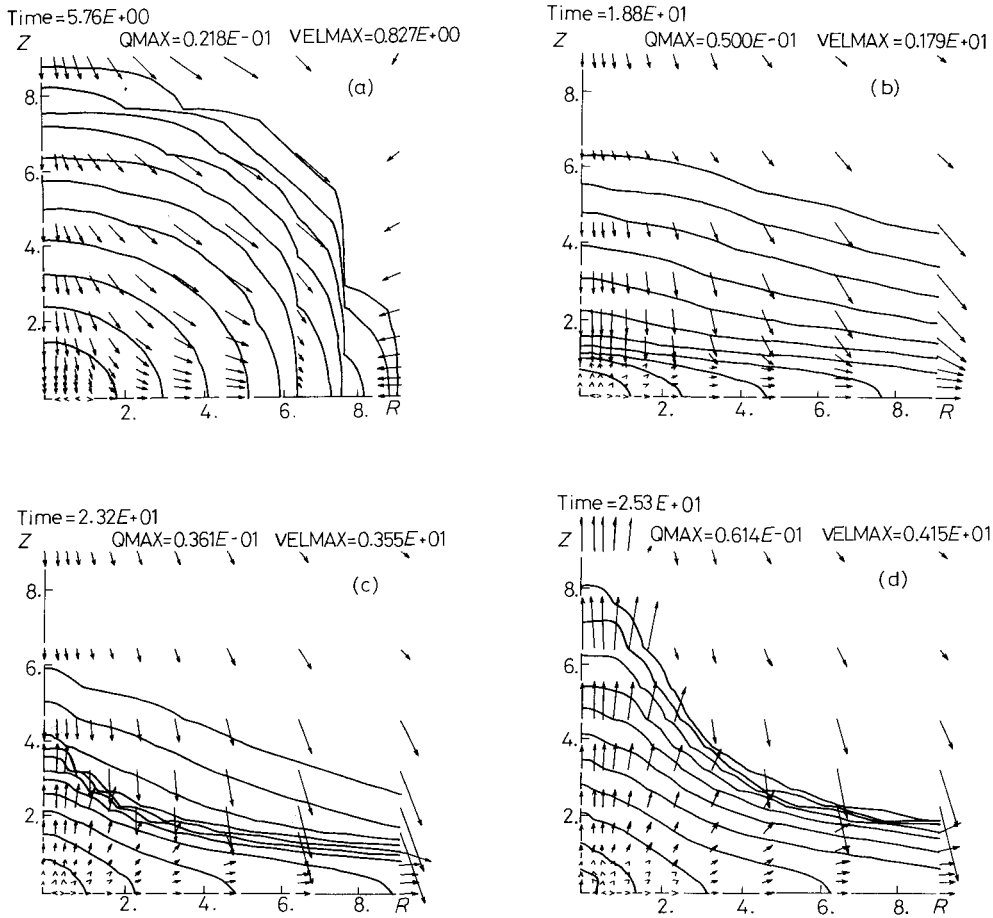 Time=5.76E+00
Z QMAX=0.218E-01 VELMAX=0.827E+00
(a)
8.
6.
4.
2.
2. 4. 6. 8. R
Time=1.88E+01
Z QMAX=0.500E-01 VELMAX=0.179E+01
(b)
8.
6.
4.
2.
2. 4. 6. 8. R
Time=2.32E+01
Z QMAX=0.361E-01 VELMAX=0.355E+01
(c)
8.
6.
4.
2.
2. 4. 6. 8. R
Time=2.53E+01
Z QMAX=0.614E-01 VELMAX=0.415E+01
(d)
8.
6.
4.
2.
2. 4. 6. 8. R